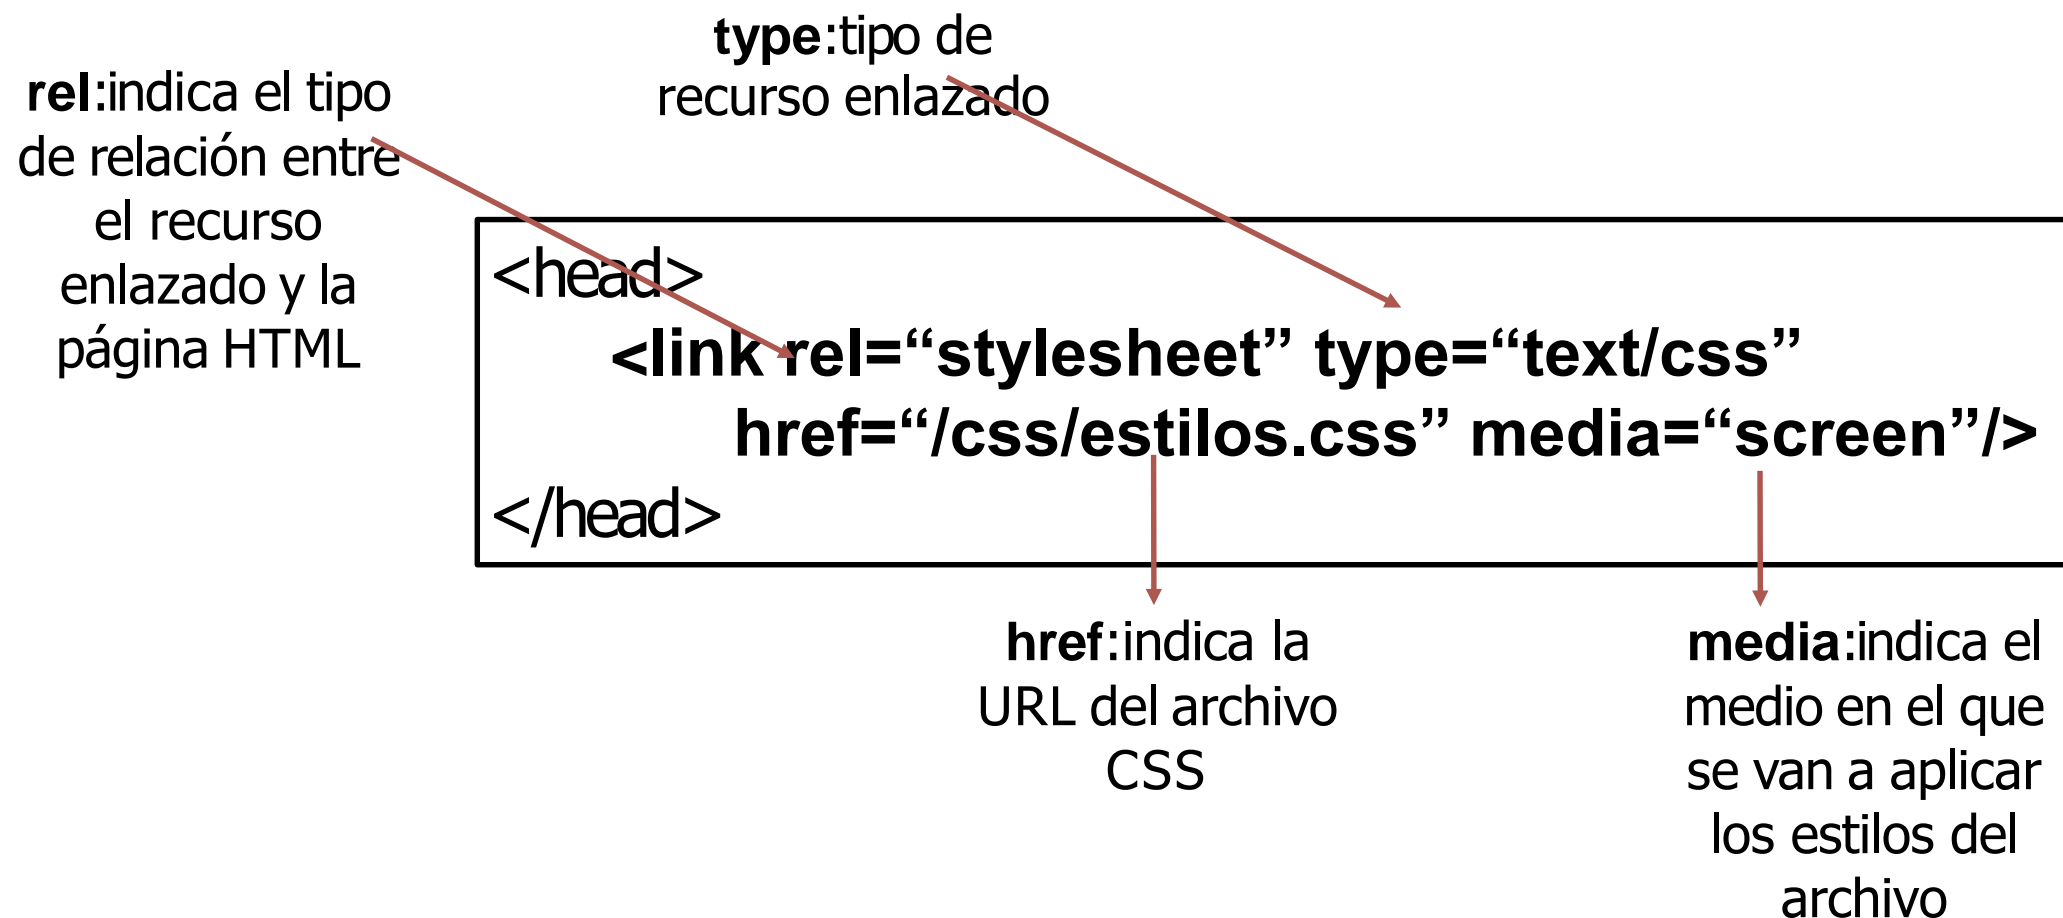 type:tipo de
recurso enlazado
rel:indica el tipo
de relación entre
el recurso
enlazado y la
página HTML
<head>
<link rel=“stylesheet” type=“text/css”
href=“/css/estilos.css” media=“screen”/>
</head>
href:indica la
URL del archivo
CSS
media:indica el
medio en el que
se van a aplicar
los estilos del
archivo